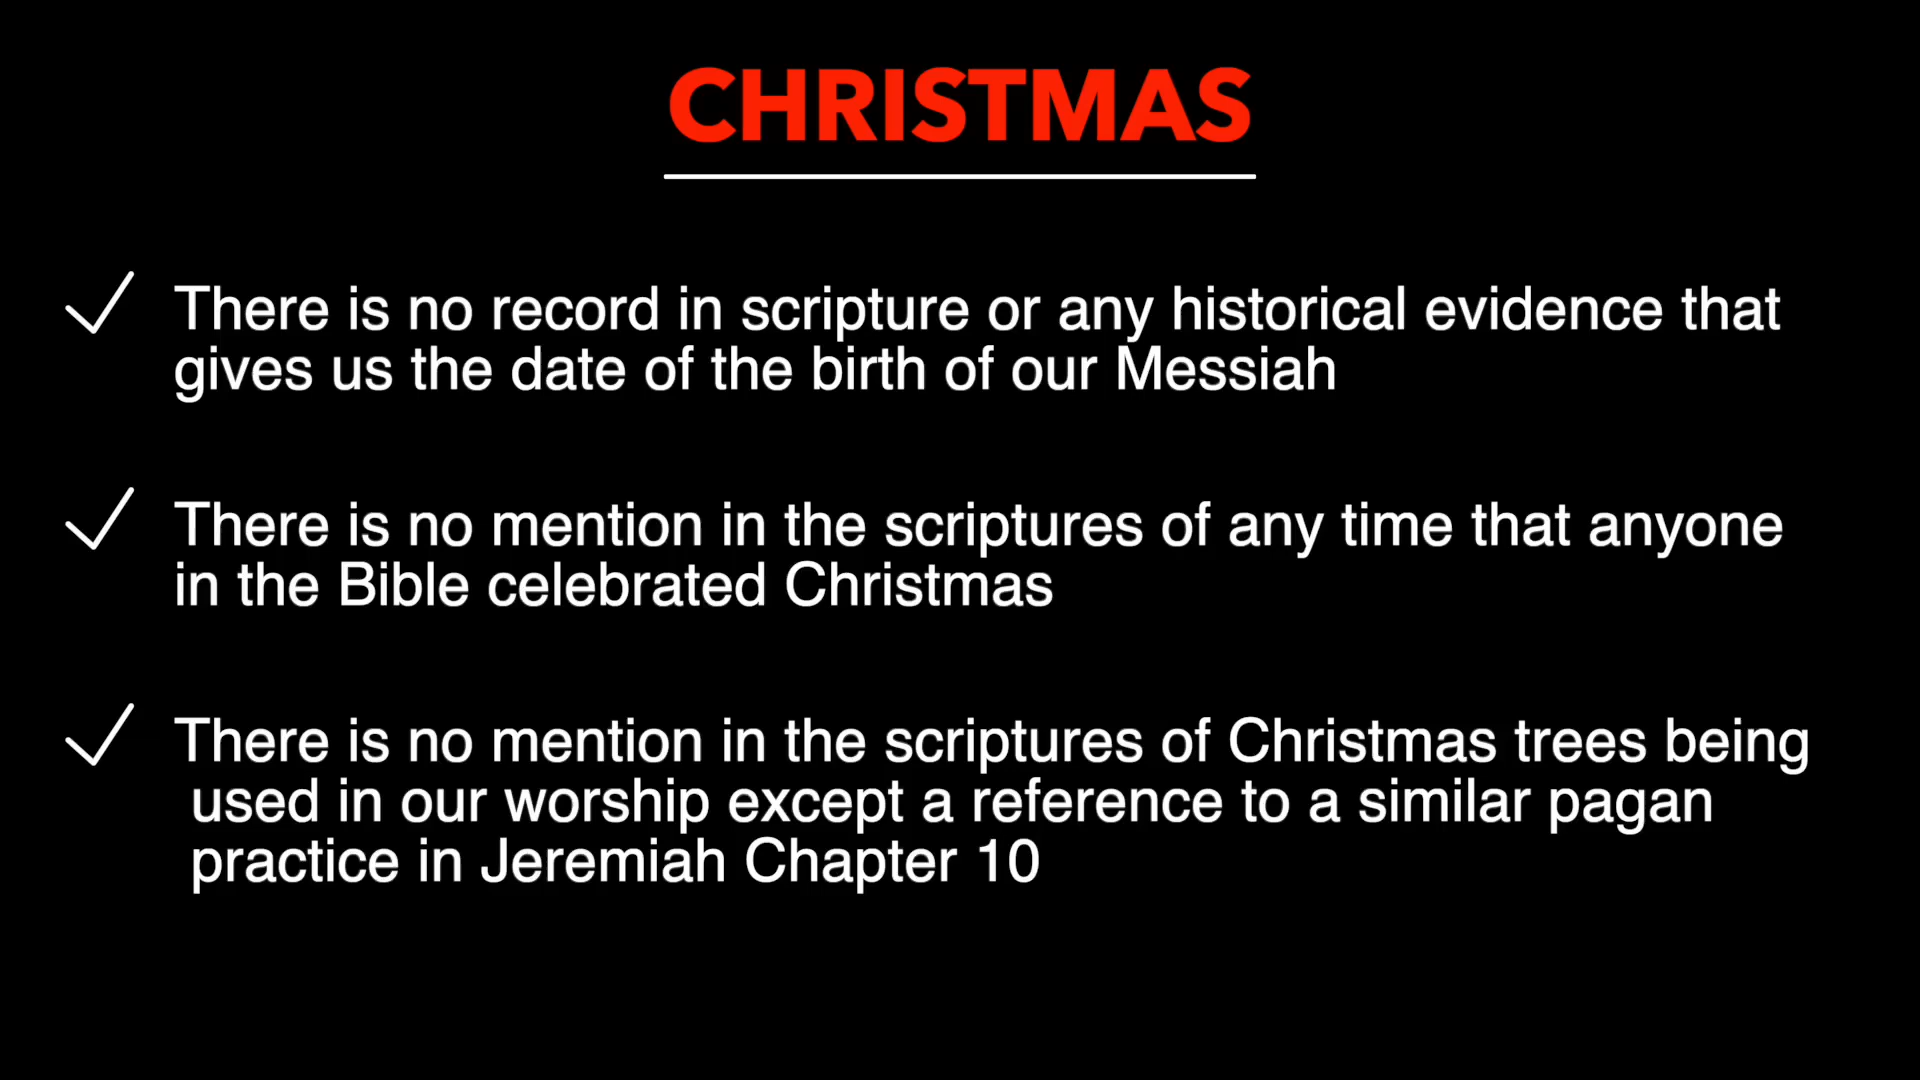 CHRISTMAS
There is no record in scripture or any historical evidence that
gives us the date of the birth of our Messiah
There is no mention in the scriptures of any time that anyone
in the Bible celebrated Christmas
There is no mention in the scriptures of Christmas trees being
used in our worship except a reference to a similar pagan
practice in Jeremiah Chapter 10